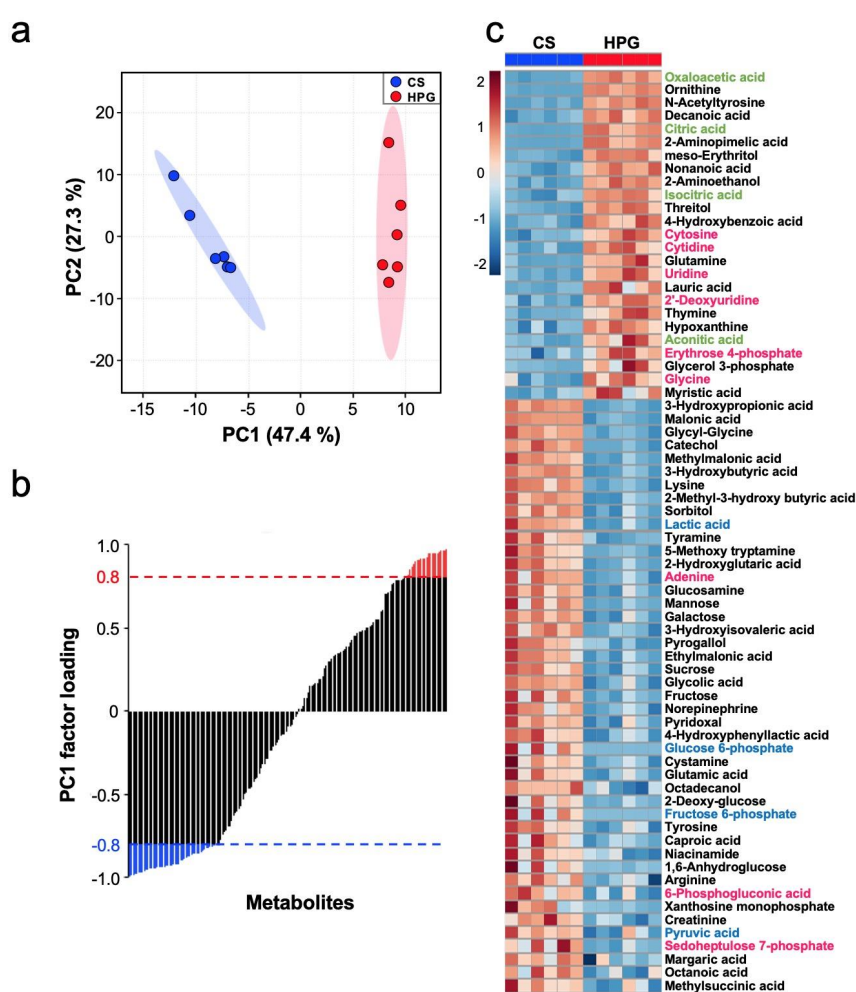 a
CS
HPG
20
10
0
-10
-20
PC2 (27.3 %)
-15
-10
-5
0
5
10
PC1 (47.4 %)
b
1.0
0.8
0.5
0
-0.5
-0.8
-1.0
PC1 factor loading
Metabolites
c
CS
HPG
2
1
0
-1
-2
Oxaloacetic acid
Ornithine
N-Acetyltyrosine
Decanoic acid
Citric acid
2-Aminopimelic acid
meso-Erythritol
Nonanoic acid
2-Aminoethanol
Isocitric acid
Threitol
4-Hydroxybenzoic acid
Cytosine
Cytidine
Glutamine
Uridine
Lauric acid
2'-Deoxyuridine
Thymine
Hypoxanthine
Aconitic acid
Erythrose 4-phosphate
Glycerol 3-phosphate
Glycine
Myristic acid
3-Hydroxypropionic acid
Malonic acid
Glycyl-Glycine
Catechol
Methylmalonic acid
3-Hydroxybutyric acid
Lysine
2-Methyl-3-hydroxy butyric acid
Sorbitol
Lactic acid
Tyramine
5-Methoxy tryptamine
2-Hydroxyglutaric acid
Adenine
Glucosamine
Mannose
Galactose
3-Hydroxyisovaleric acid
Pyrogallol
Ethylmalonic acid
Sucrose
Glycolic acid
Fructose
Norepinephrine
Pyridoxal
4-Hydroxyphenyllactic acid
Glucose 6-phosphate
Cystamine
Glutamic acid
Octadecanol
2-Deoxy-glucose
Fructose 6-phosphate
Tyrosine
Caproic acid
Niacinamide
1,6-Anhydroglucose
Arginine
6-Phosphogluconic acid
Xanthosine monophosphate
Creatinine
Pyruvic acid
Sedoheptulose 7-phosphate
Margaric acid
Octanoic acid
Methylsuccinic acid